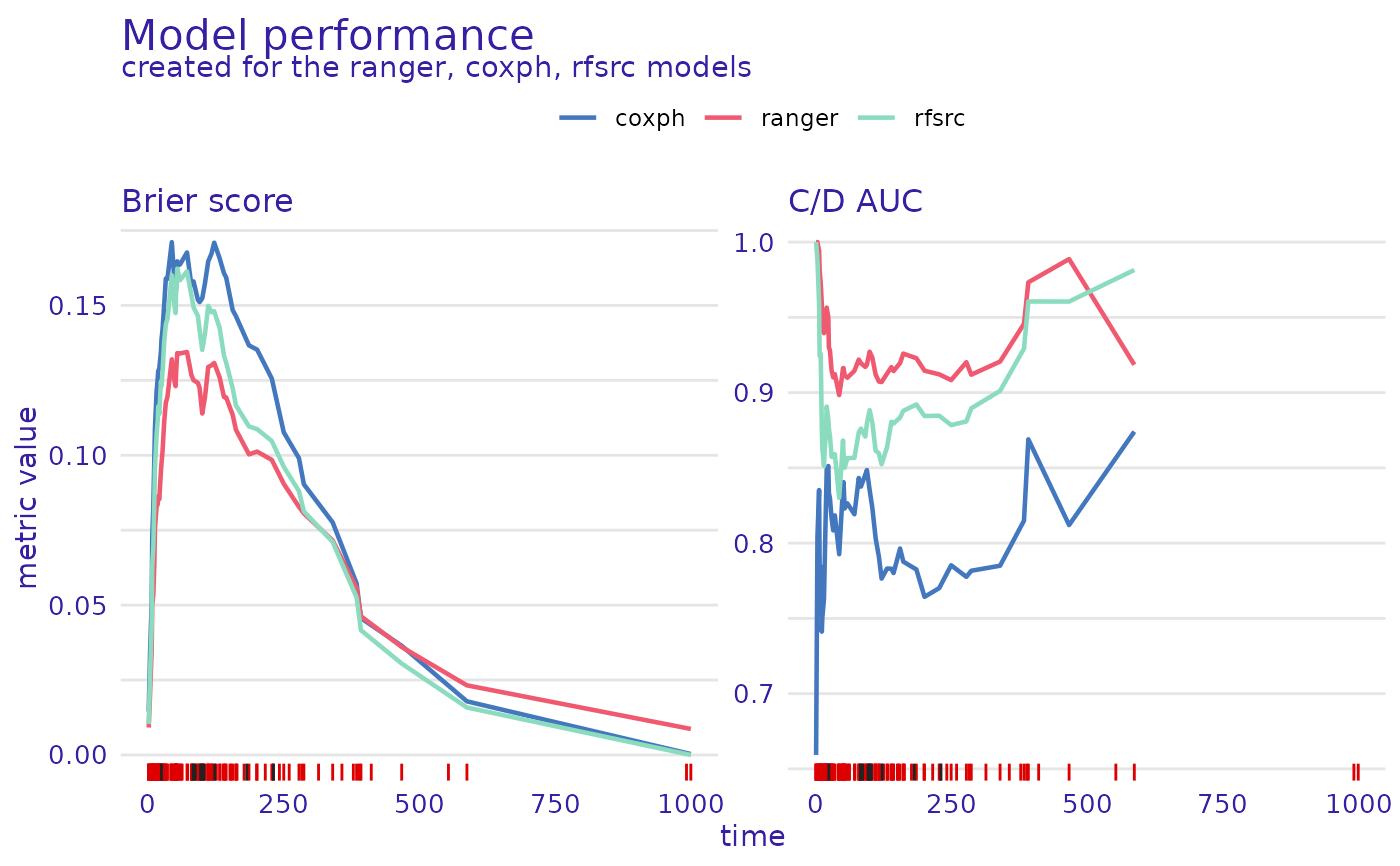 Model performance
created for the ranger, coxph, rfsrc models
coxph ranger rfsrc
Brier score
C/D AUC
metric value
0.15
0.10
0.05
0.00
0 250 500 750 1000
1.0
0.9
0.8
0.7
0 250 500 750 1000
time